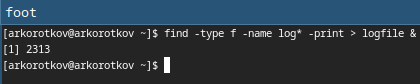 foot
[arkorotkov@arkorotkov ~]$ find -type f -name log* -print > logfile &
[1] 2313
[arkorotkov@arkorotkov ~]$